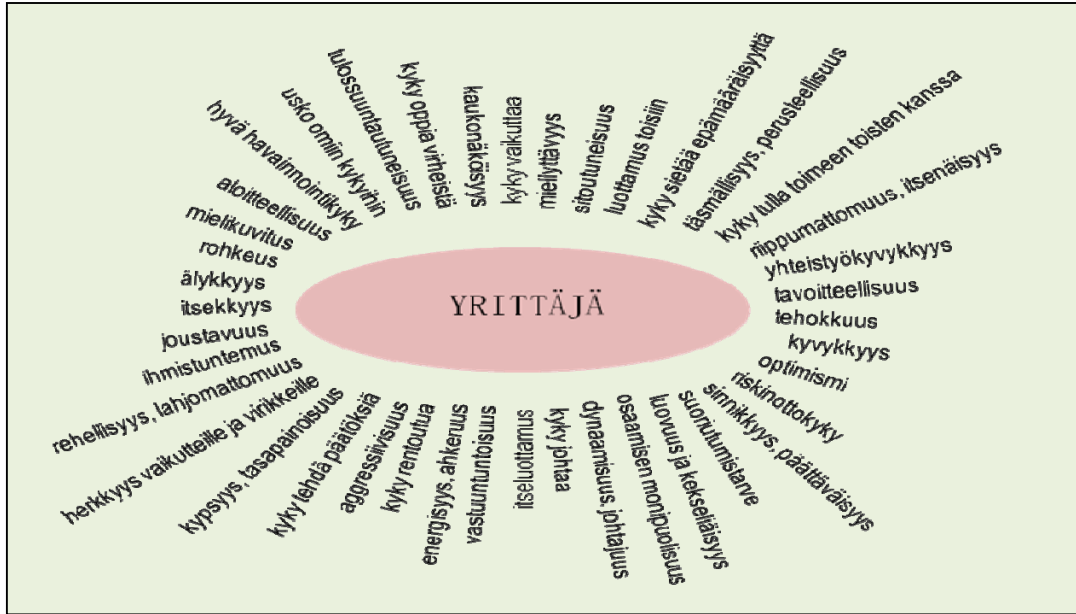 YRITTÄJÄ
kyky vaikuttaa
miellyttävyys
sitoutuneisuus
luottamus toisiin
kyky sietää epämääräisyyttä
täsmällisyys, perusteellisuus
kyky tulla toimeen toisten kanssa
riippumattomuus, itsenäisyys
yhteistyökyvykkyys
tavoitteellisuus
tehokkuus
kyvykkyys
optimismi
riskinottokyky
sinnikkyys, päättäväisyys
suoriutumistarve
luovuus ja kekseliäisyys
osaamisen monipuolisuus
dynaamisuus, johtajuus
kyky johtaa
itseluottamus
vastuuntuntoisuus
energisyys, ahkeruus
kyky rentoutua
aggressiivisuus
kyky tehdä päätöksiä
kypsyys, tasapainoisuus
herkkyys vaikutteille ja virikkeille
rehellisyys, lahjomattomuus
ihmistuntemus
joustavuus
itsekkyys
älykkyys
rohkeus
mielikuvitus
aloitteellisuus
hyvä havainnointikyky
usko omiin kykyihin
tulossuuntautuneisuus
kyky oppia virheistä
kaukonäköisyys